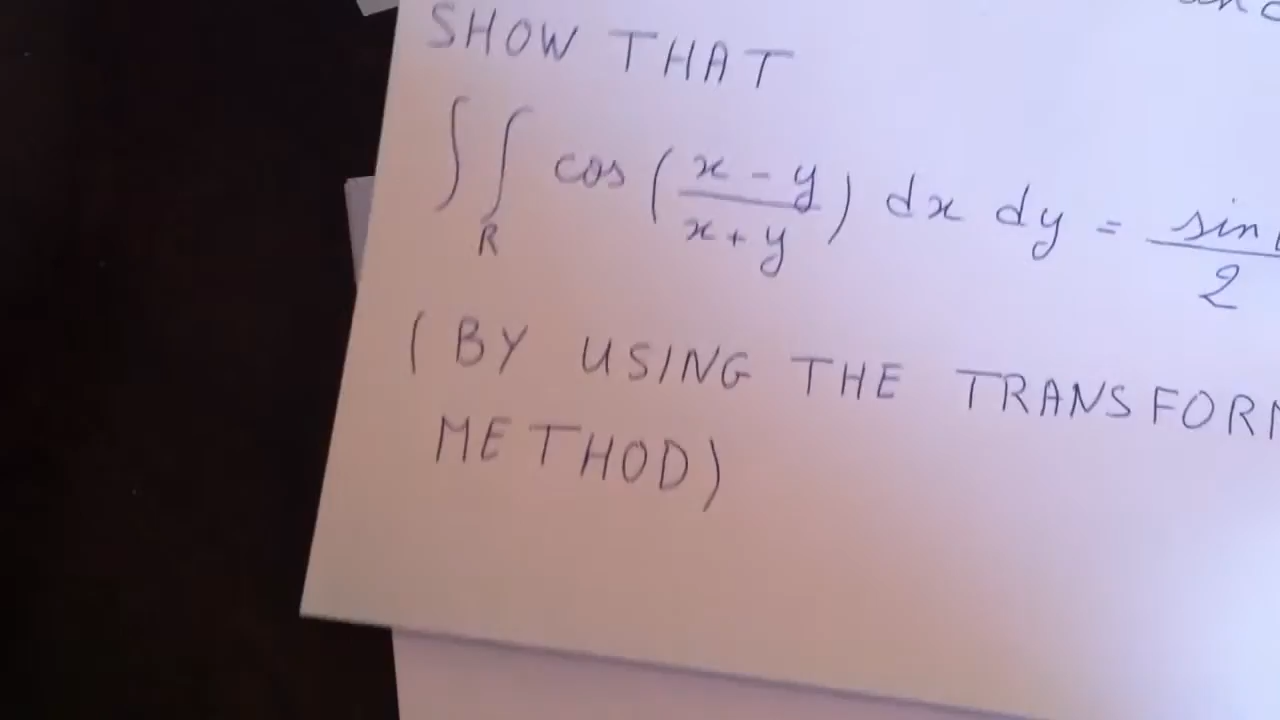 SHOW THAT
∫∫_R cos(x - y / x + y) dx dy = sin / 2
(BY USING THE TRANSFOR
METHOD)